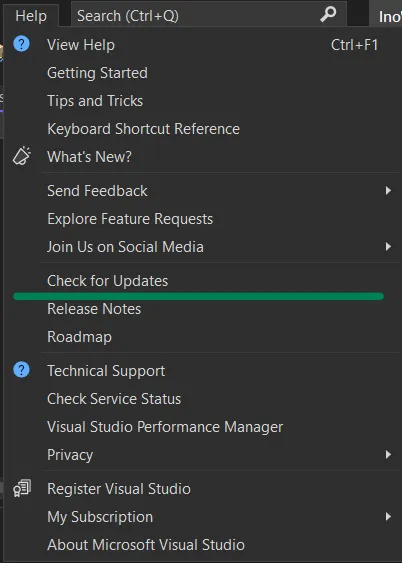 Help Search (Ctrl+Q) Ino'
View Help Ctrl+F1
Getting Started
Tips and Tricks
Keyboard Shortcut Reference
What's New?
Send Feedback
Explore Feature Requests
Join Us on Social Media
Check for Updates
Release Notes
Roadmap
Technical Support
Check Service Status
Visual Studio Performance Manager
Privacy
Register Visual Studio
My Subscription
About Microsoft Visual Studio